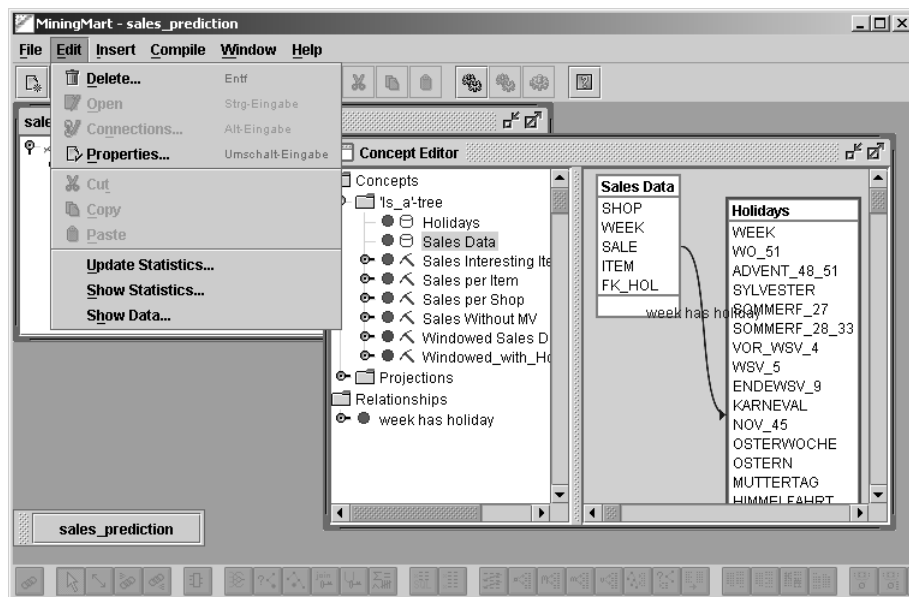 MiningMart - sales_prediction
File Edit Insert Compile Window Help
Delete... Entf
Open Strg-Eingabe
Connections... Alt-Eingabe
Properties... Umschalt-Eingabe
Cut
Copy
Paste
Update Statistics...
Show Statistics...
Show Data...
sale
Concept Editor
Concepts
'Is_a'-tree
Holidays
Sales Data
Sales Interesting Ite
Sales per Item
Sales per Shop
Sales Without MV
Windowed Sales D
Windowed_with_Ho
Projections
Relationships
week has holiday
Sales Data
SHOP
WEEK
SALE
ITEM
FK_HOL
week has holiday
Holidays
WEEK
WO_51
ADVENT_48_51
SYLVESTER
SOMMERF_27
SOMMERF_28_33
VOR_WSV_4
WSV_5
ENDEWSV_9
KARNEVAL
NOV_45
OSTERWOCHE
OSTERN
MUTTERTAG
HIMMELFAHRT
sales_prediction